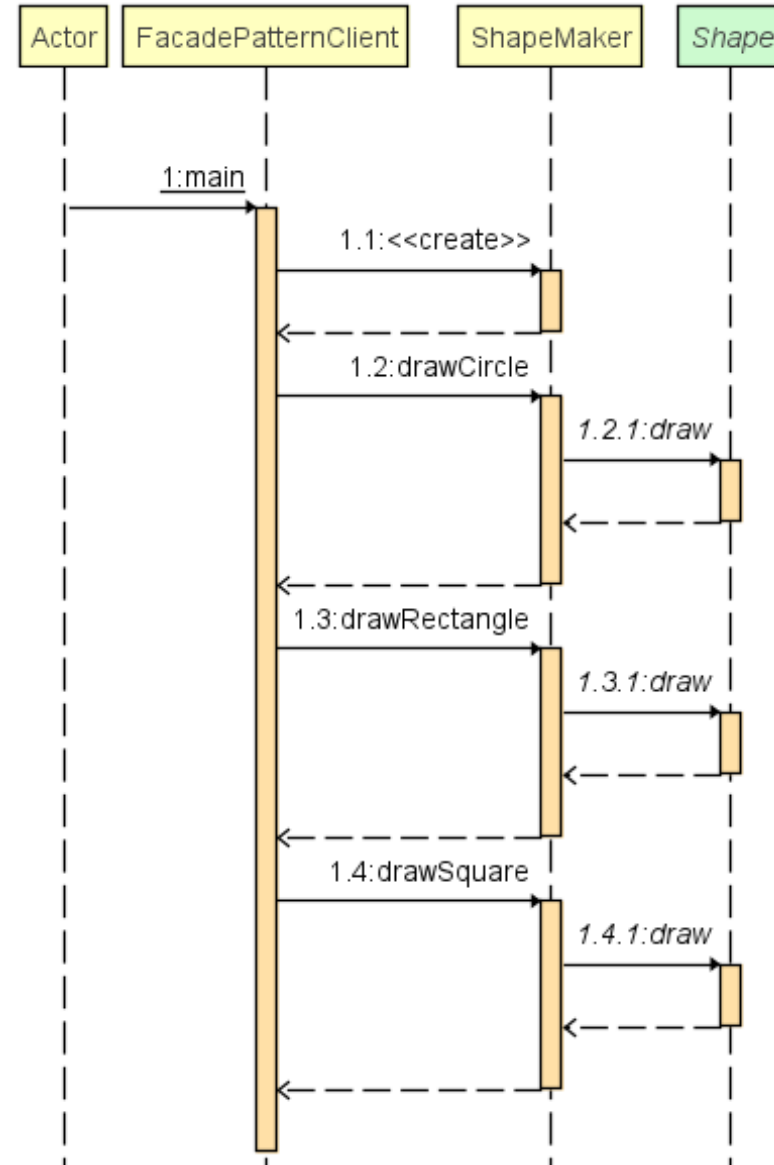 Actor
FacadePatternClient
ShapeMaker
Shape
1:main
1.1:<<create>>
1.2:drawCircle
1.2.1:draw
1.3:drawRectangle
1.3.1:draw
1.4:drawSquare
1.4.1:draw